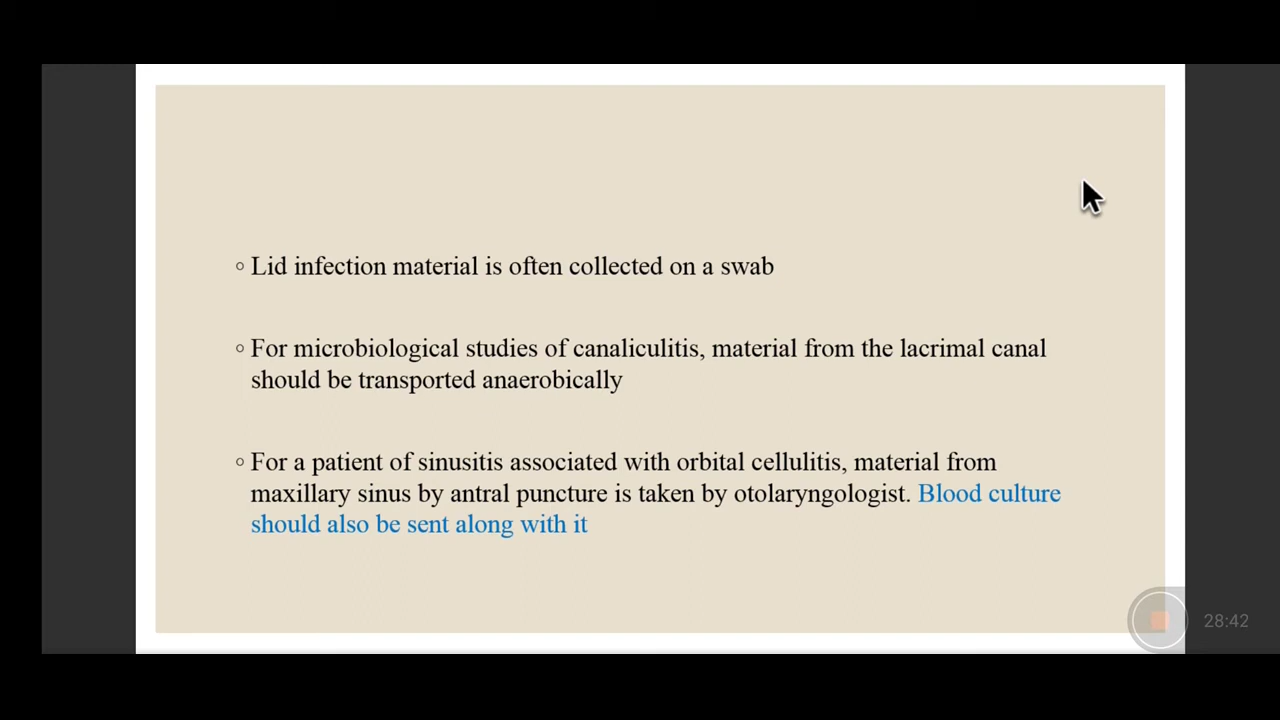 ◦ Lid infection material is often collected on a swab
◦ For microbiological studies of canaliculitis, material from the lacrimal canal
should be transported anaerobically
◦ For a patient of sinusitis associated with orbital cellulitis, material from
maxillary sinus by antral puncture is taken by otolaryngologist. Blood culture
should also be sent along with it
28:42